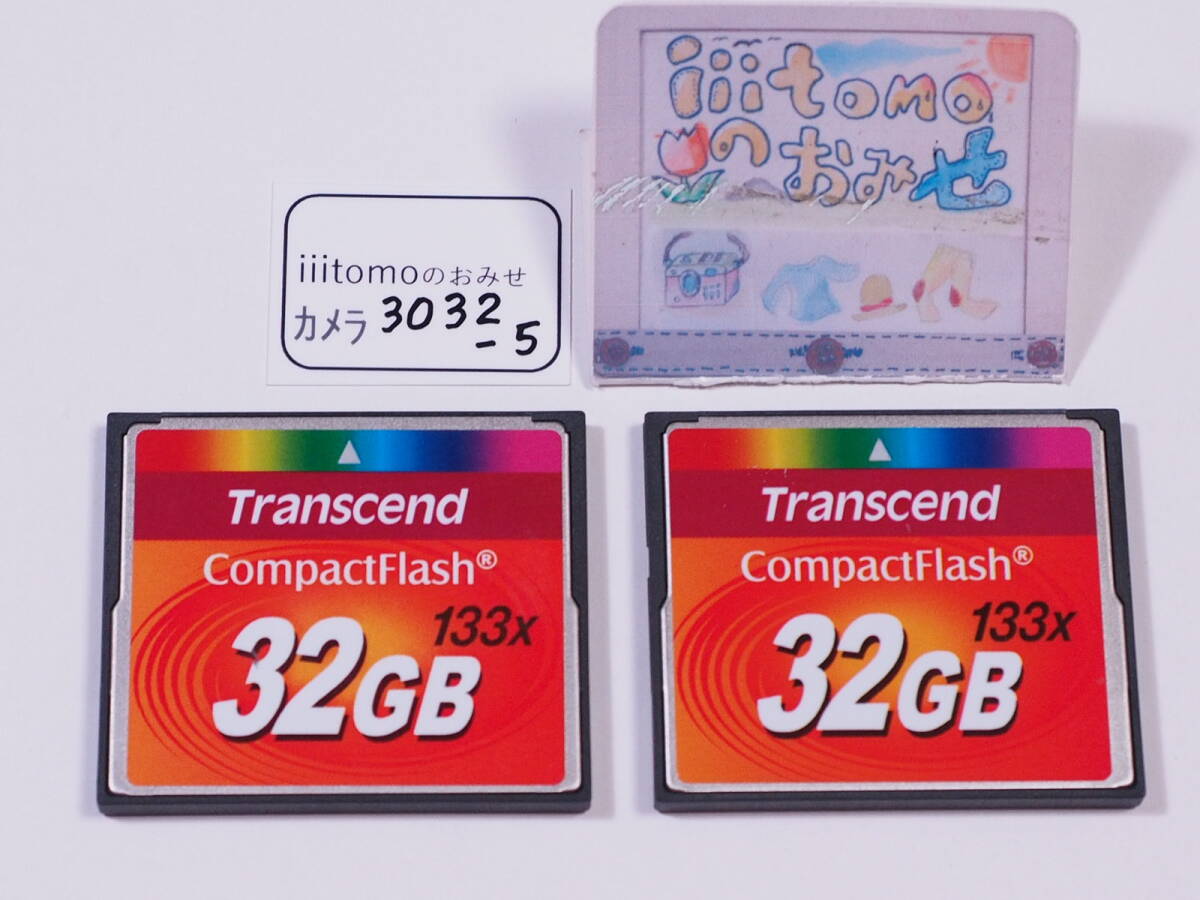 iiitomo
のおみせ
iiitomoのおみせ
カメラ 3032
-5
Transcend
CompactFlash®
133x
32GB
Transcend
CompactFlash®
133x
32GB